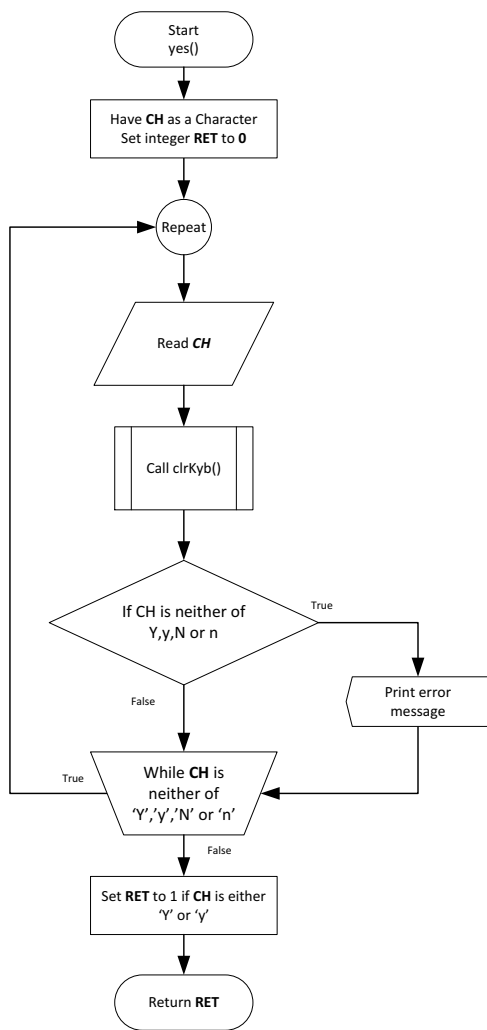 Start
yes()
Have CH as a Character
Set integer RET to 0
Repeat
Read CH
Call clrKyb()
If CH is neither of
Y,y,N or n
True
False
Print error
message
True
While CH is
neither of
‘Y’,’y’,’N’ or ‘n’
False
Set RET to 1 if CH is either
‘Y’ or ‘y’
Return RET